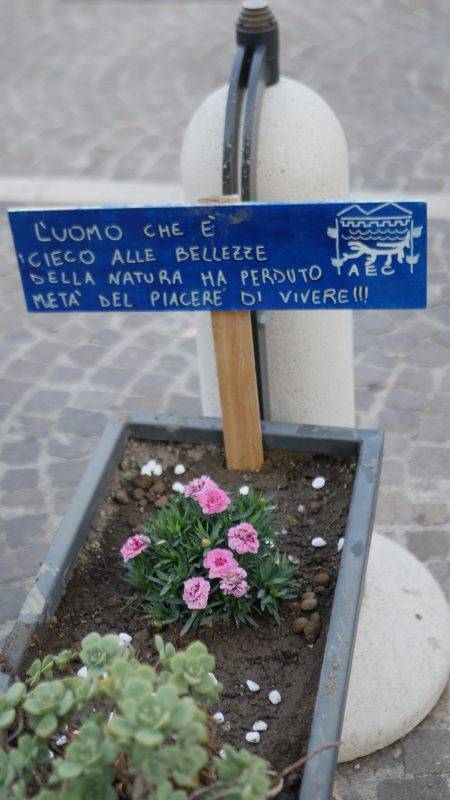 L'UOMO CHE È
CIECO ALLE BELLEZZE
DELLA NATURA HA PERDUTO
METÀ DEL PIACERE DI VIVERE!!!
AEC